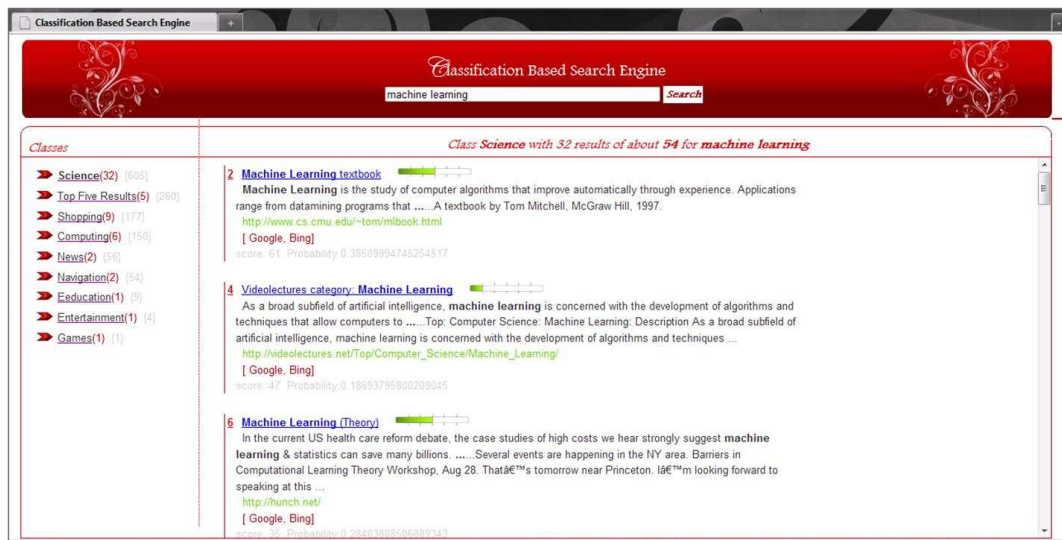 Classification Based Search Engine
Classification Based Search Engine
machine learning Search
Classes
Class Science with 32 results of about 54 for machine learning
Science(32) [605]
Top Five Results(5) [260]
Shopping(9) [177]
Computing(6) [150]
News(2) [56]
Navigation(2) [54]
Eeducation(1) [9]
Entertainment(1) [4]
Games(1) [1]
2 Machine Learning textbook
Machine Learning is the study of computer algorithms that improve automatically through experience. Applications
range from datamining programs that ......A textbook by Tom Mitchell, McGraw Hill, 1997.
http://www.cs.cmu.edu/~tom/mlbook.html
[ Google, Bing]
score: 61 Probability:0.38509994745254517
4 Videolectures category: Machine Learning
As a broad subfield of artificial intelligence, machine learning is concerned with the development of algorithms and
techniques that allow computers to ......Top: Computer Science: Machine Learning: Description As a broad subfield of
artificial intelligence, machine learning is concerned with the development of algorithms and techniques ...
http://videolectures.net/Top/Computer_Science/Machine_Learning/
[ Google, Bing]
score: 47 Probability:0.18693795800209045
6 Machine Learning (Theory)
In the current US health care reform debate, the case studies of high costs we hear strongly suggest machine
learning & statistics can save many billions. ......Several events are happening in the NY area. Barriers in
Computational Learning Theory Workshop, Aug 28. Thatâ€™s tomorrow near Princeton. Iâ€™m looking forward to
speaking at this ...
http://hunch.net/
[ Google, Bing]
score: 35 Probability:0.28483888506889343